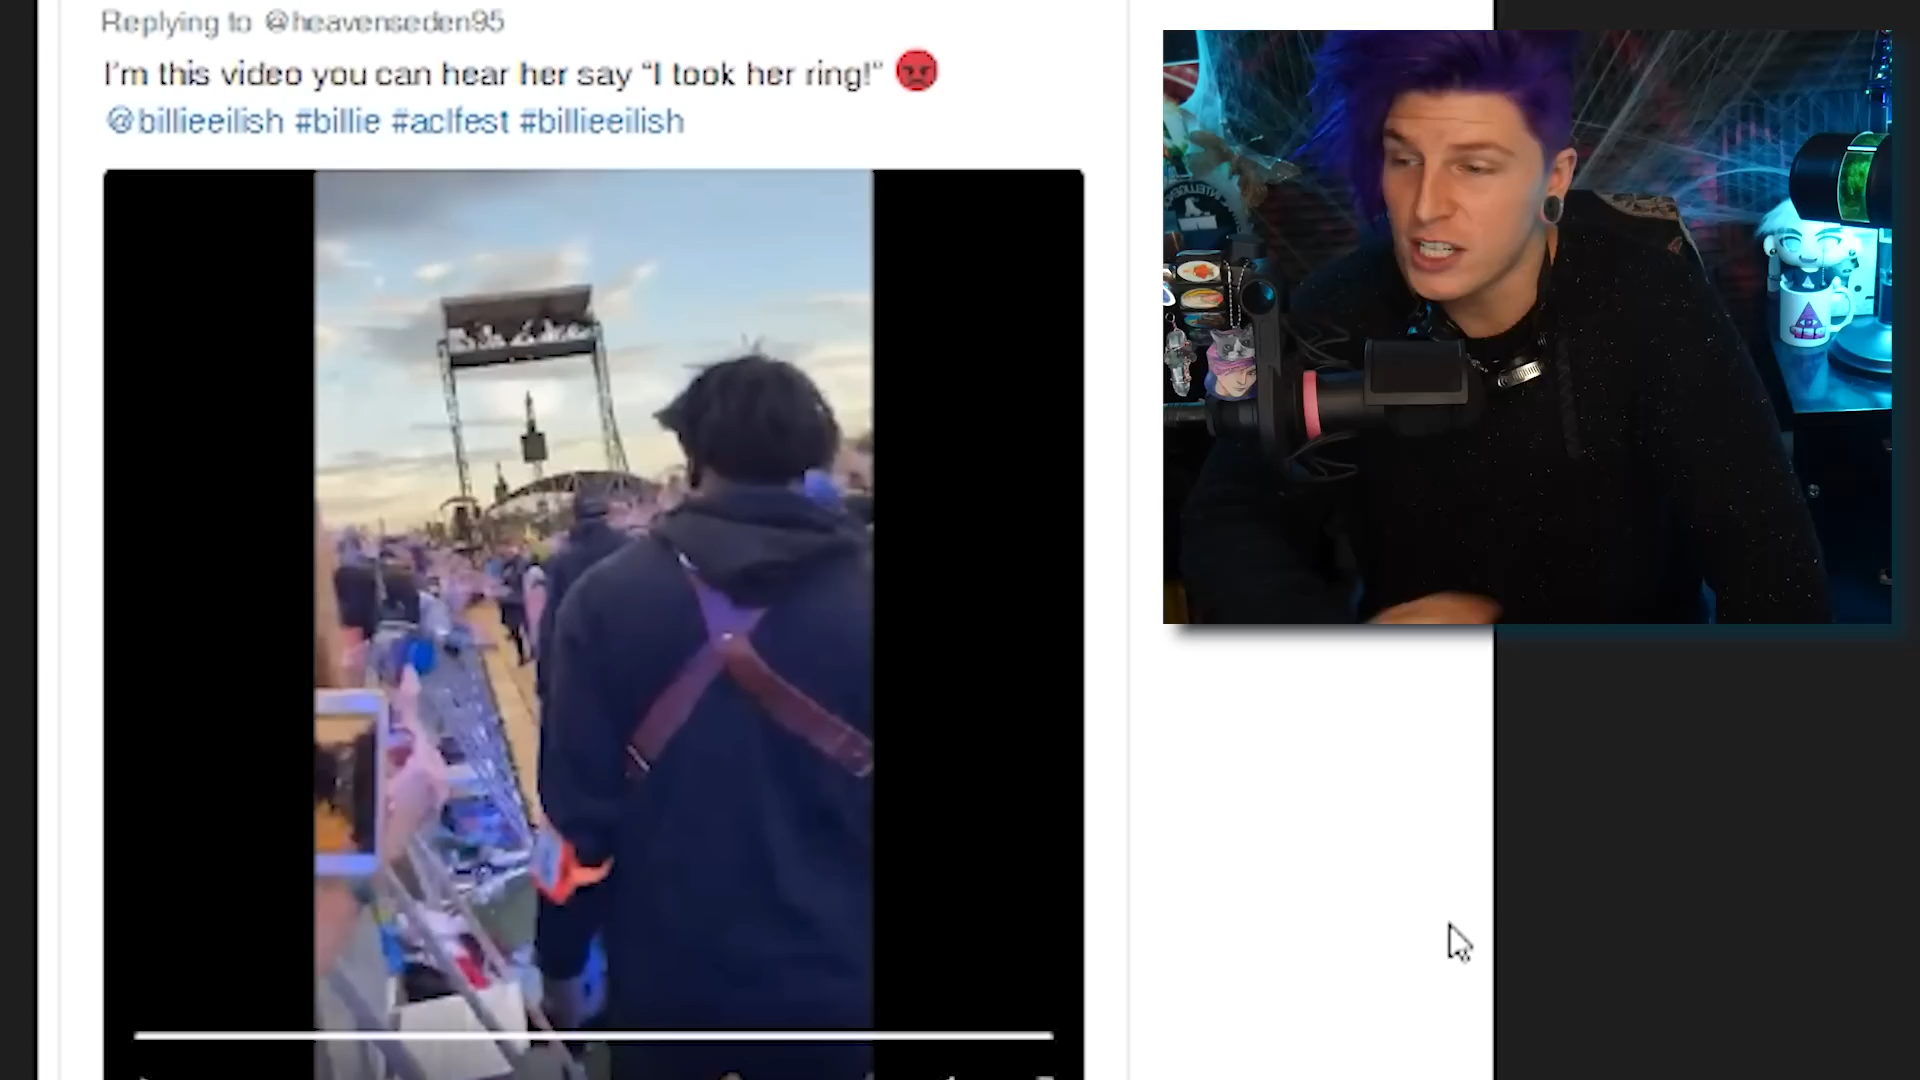 Replying to @heavenseden95
I'm this video you can hear her say “I took her ring!” 😡
@billieeilish #billie #aclfest #billieeilish